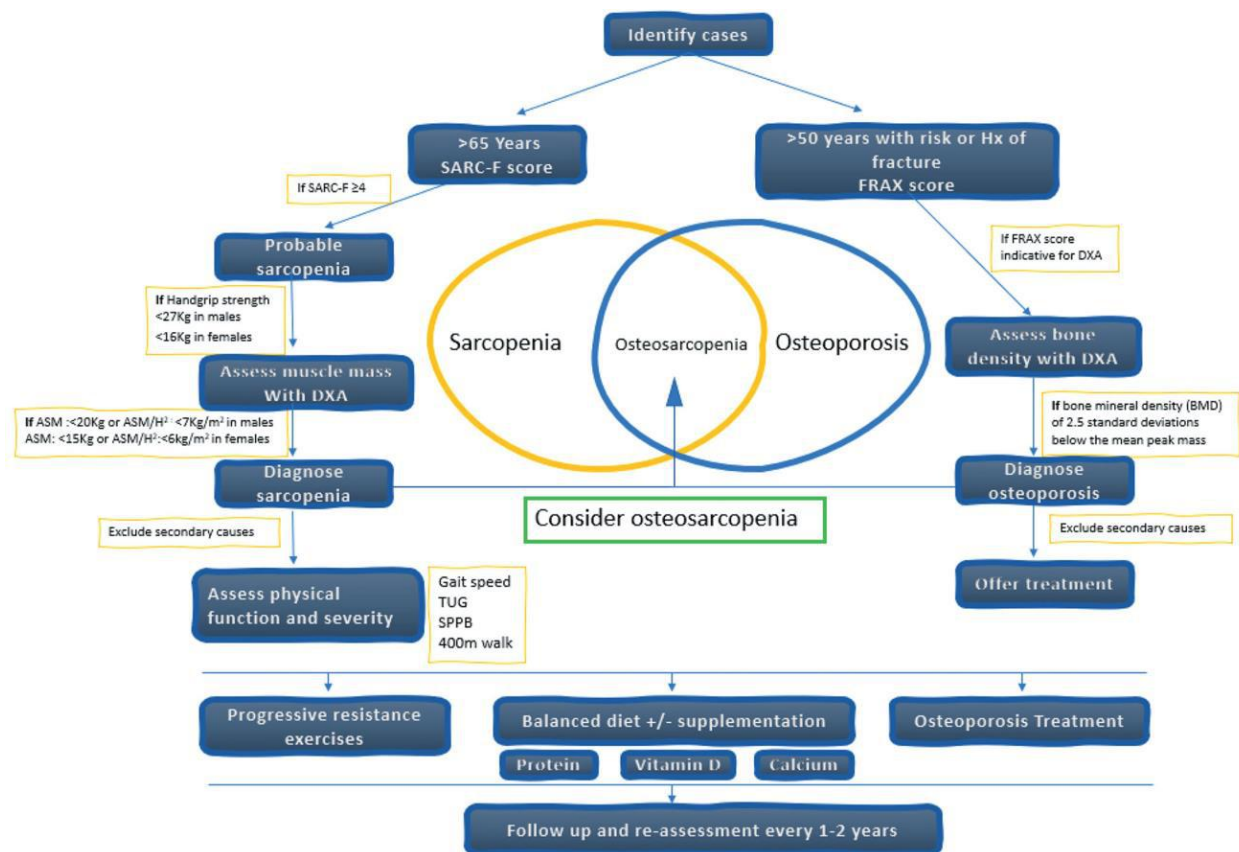 Identify cases
>65 Years
SARC-F score
>50 years with risk or Hx of
fracture
FRAX score
If SARC-F ≥4
Probable
sarcopenia
If FRAX score
indicative for DXA
If Handgrip strength
<27Kg in males
<16Kg in females
Sarcopenia
Osteosarcopenia
Osteoporosis
Assess bone
density with DXA
Assess muscle mass
With DXA
If ASM :<20Kg or ASM/H²: <7Kg/m² in males
ASM: <15Kg or ASM/H²:<6kg/m² in females
If bone mineral density (BMD)
of 2.5 standard deviations
below the mean peak mass
Diagnose
sarcopenia
Diagnose
osteoporosis
Consider osteosarcopenia
Exclude secondary causes
Exclude secondary causes
Assess physical
function and severity
Gait speed
TUG
SPPB
400m walk
Offer treatment
Progressive resistance
exercises
Balanced diet +/- supplementation
Osteoporosis Treatment
Protein
Vitamin D
Calcium
Follow up and re-assessment every 1-2 years